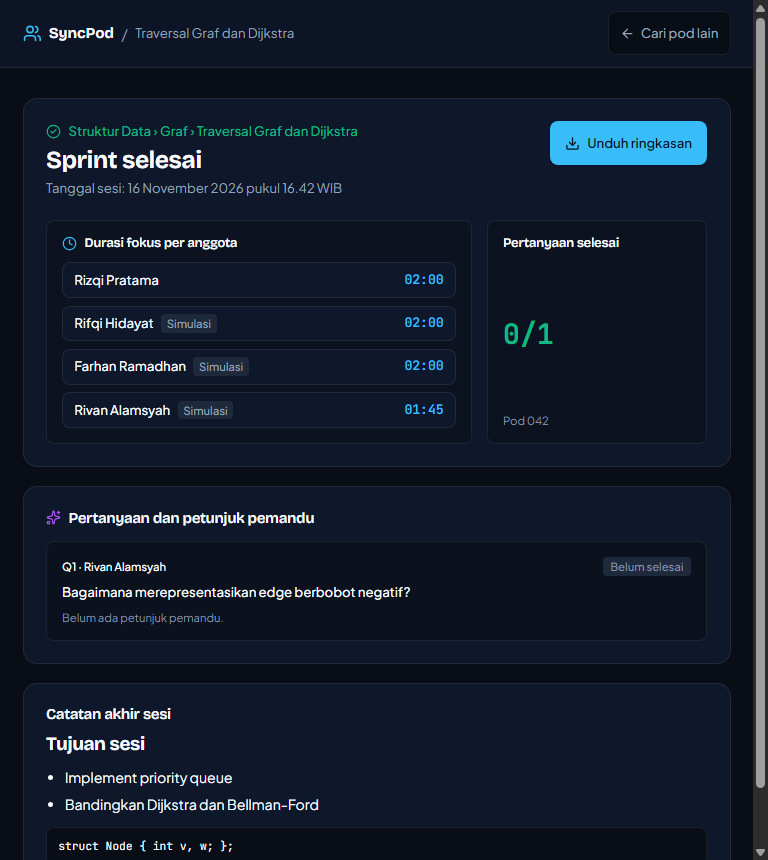 SyncPod / Traversal Graf dan Dijkstra
Cari pod lain
Struktur Data › Graf › Traversal Graf dan Dijkstra
Sprint selesai
Tanggal sesi: 16 November 2026 pukul 16.42 WIB
Unduh ringkasan
Durasi fokus per anggota
Rizqi Pratama 02:00
Rifqi Hidayat Simulasi 02:00
Farhan Ramadhan Simulasi 02:00
Rivan Alamsyah Simulasi 01:45
Pertanyaan selesai
0/1
Pod 042
Pertanyaan dan petunjuk pemandu
Q1 · Rivan Alamsyah
Belum selesai
Bagaimana merepresentasikan edge berbobot negatif?
Belum ada petunjuk pemandu.
Catatan akhir sesi
Tujuan sesi
• Implement priority queue
• Bandingkan Dijkstra dan Bellman-Ford
struct Node { int v, w; };